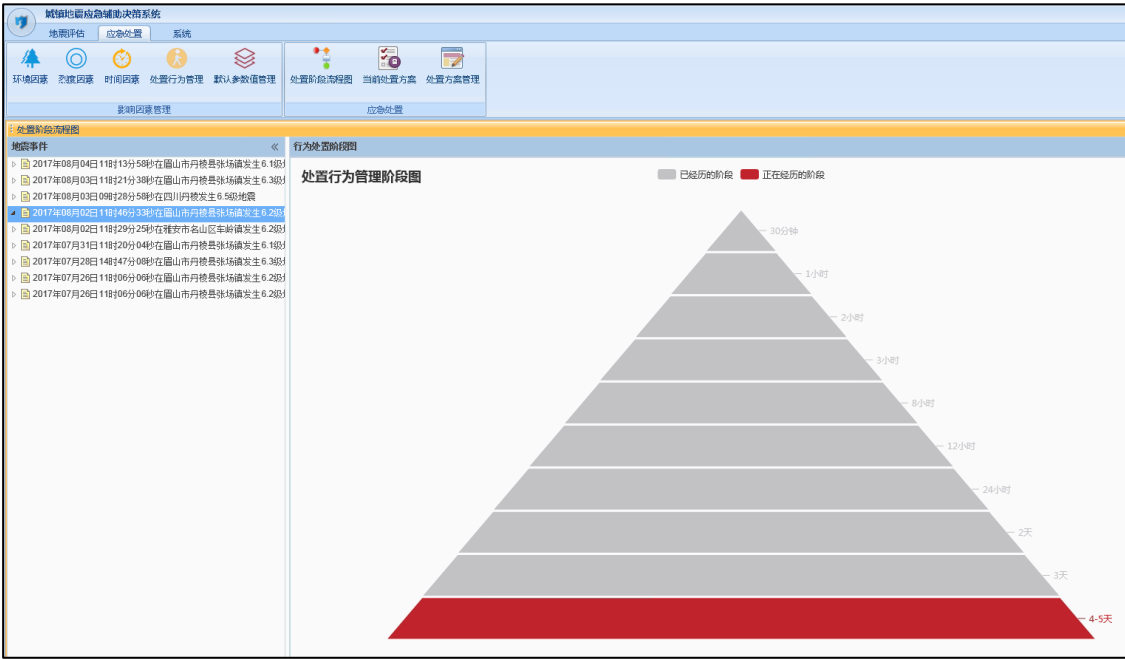 城镇地震应急辅助决策系统
地震评估 应急处置 系统
环境因素 烈度因素 时间因素 处置行为管理 默认参数值管理 处置阶段流程图 当前处置方案 处置方案管理
影响因素管理 应急处置
处置阶段流程图
地震事件 行为处置阶段图
2017年08月04日11时13分58秒在眉山市丹棱县张场镇发生6.1级
2017年08月03日11时21分38秒在眉山市丹棱县张场镇发生6.3级
2017年08月03日09时28分58秒在四川丹棱发生6.5级地震
2017年08月02日11时46分33秒在眉山市丹棱县张场镇发生6.2级
2017年08月02日11时29分25秒在雅安市名山区车岭镇发生6.2级
2017年07月31日11时20分04秒在眉山市丹棱县张场镇发生6.1级
2017年07月28日14时47分08秒在眉山市丹棱县张场镇发生6.3级
2017年07月26日11时06分06秒在眉山市丹棱县张场镇发生6.2级
2017年07月26日11时06分06秒在眉山市丹棱县张场镇发生6.2级
处置行为管理阶段图
已经历的阶段 正在经历的阶段
30分钟
1小时
2小时
3小时
8小时
12小时
24小时
2天
3天
4-5天